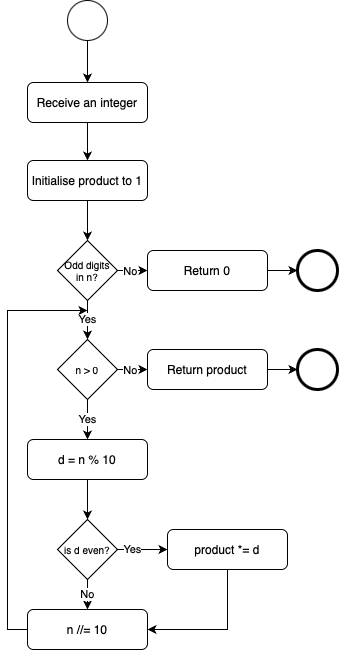 Receive an integer
Initialise product to 1
Odd digits
in n?
No
Return 0
Yes
n > 0
No
Return product
Yes
d = n % 10
is d even?
Yes
product *= d
No
n //= 10